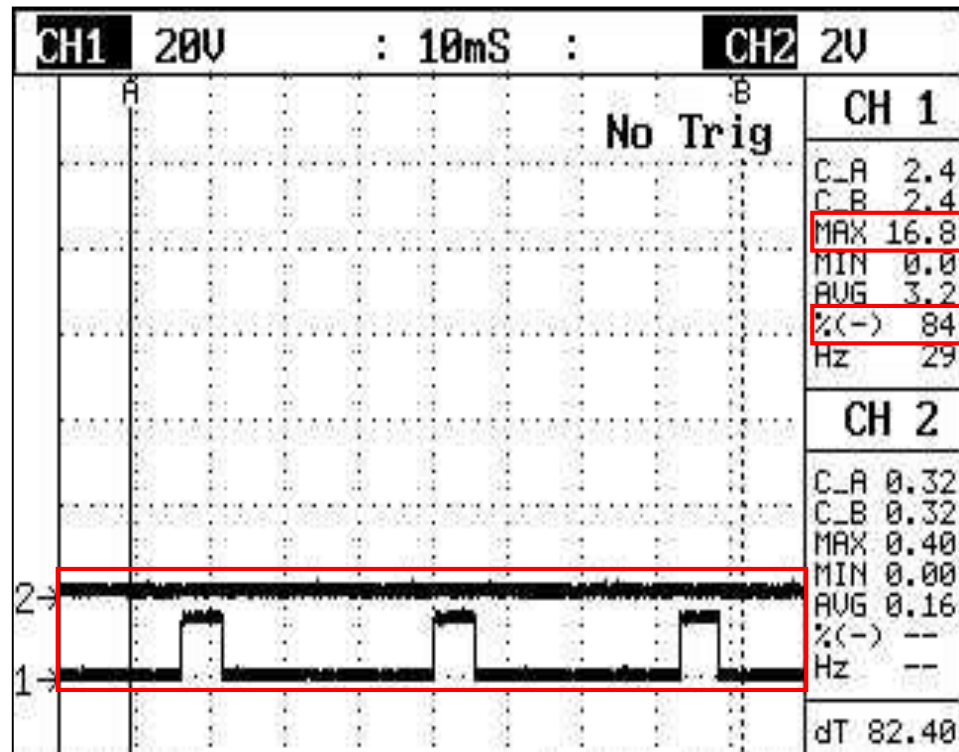 CH1 20V : 10mS : CH2 2V
A B
No Trig
CH 1
C_A 2.4
C_B 2.4
MAX 16.8
MIN 0.0
AVG 3.2
%(-) 84
Hz 29
CH 2
C_A 0.32
C_B 0.32
MAX 0.40
MIN 0.00
AVG 0.16
%(-) --
Hz --
dT 82.40
2
1